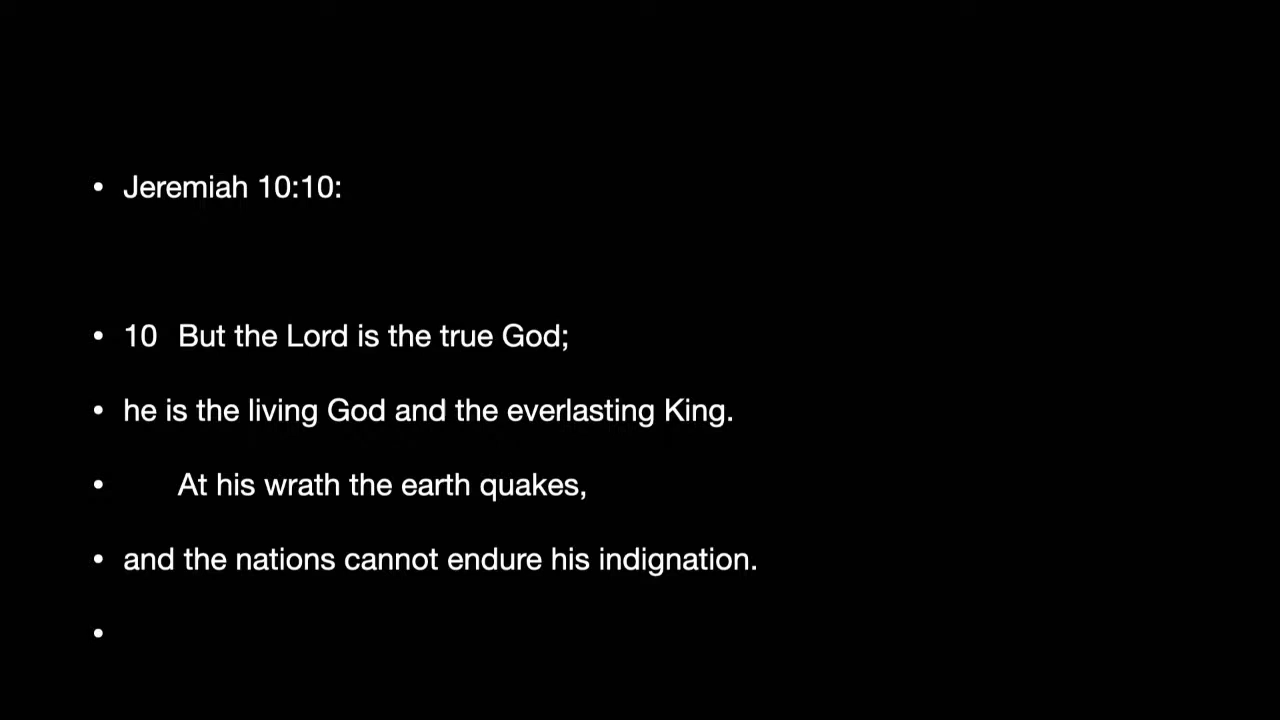 • Jeremiah 10:10:
• 10 But the Lord is the true God;
• he is the living God and the everlasting King.
• At his wrath the earth quakes,
• and the nations cannot endure his indignation.
•